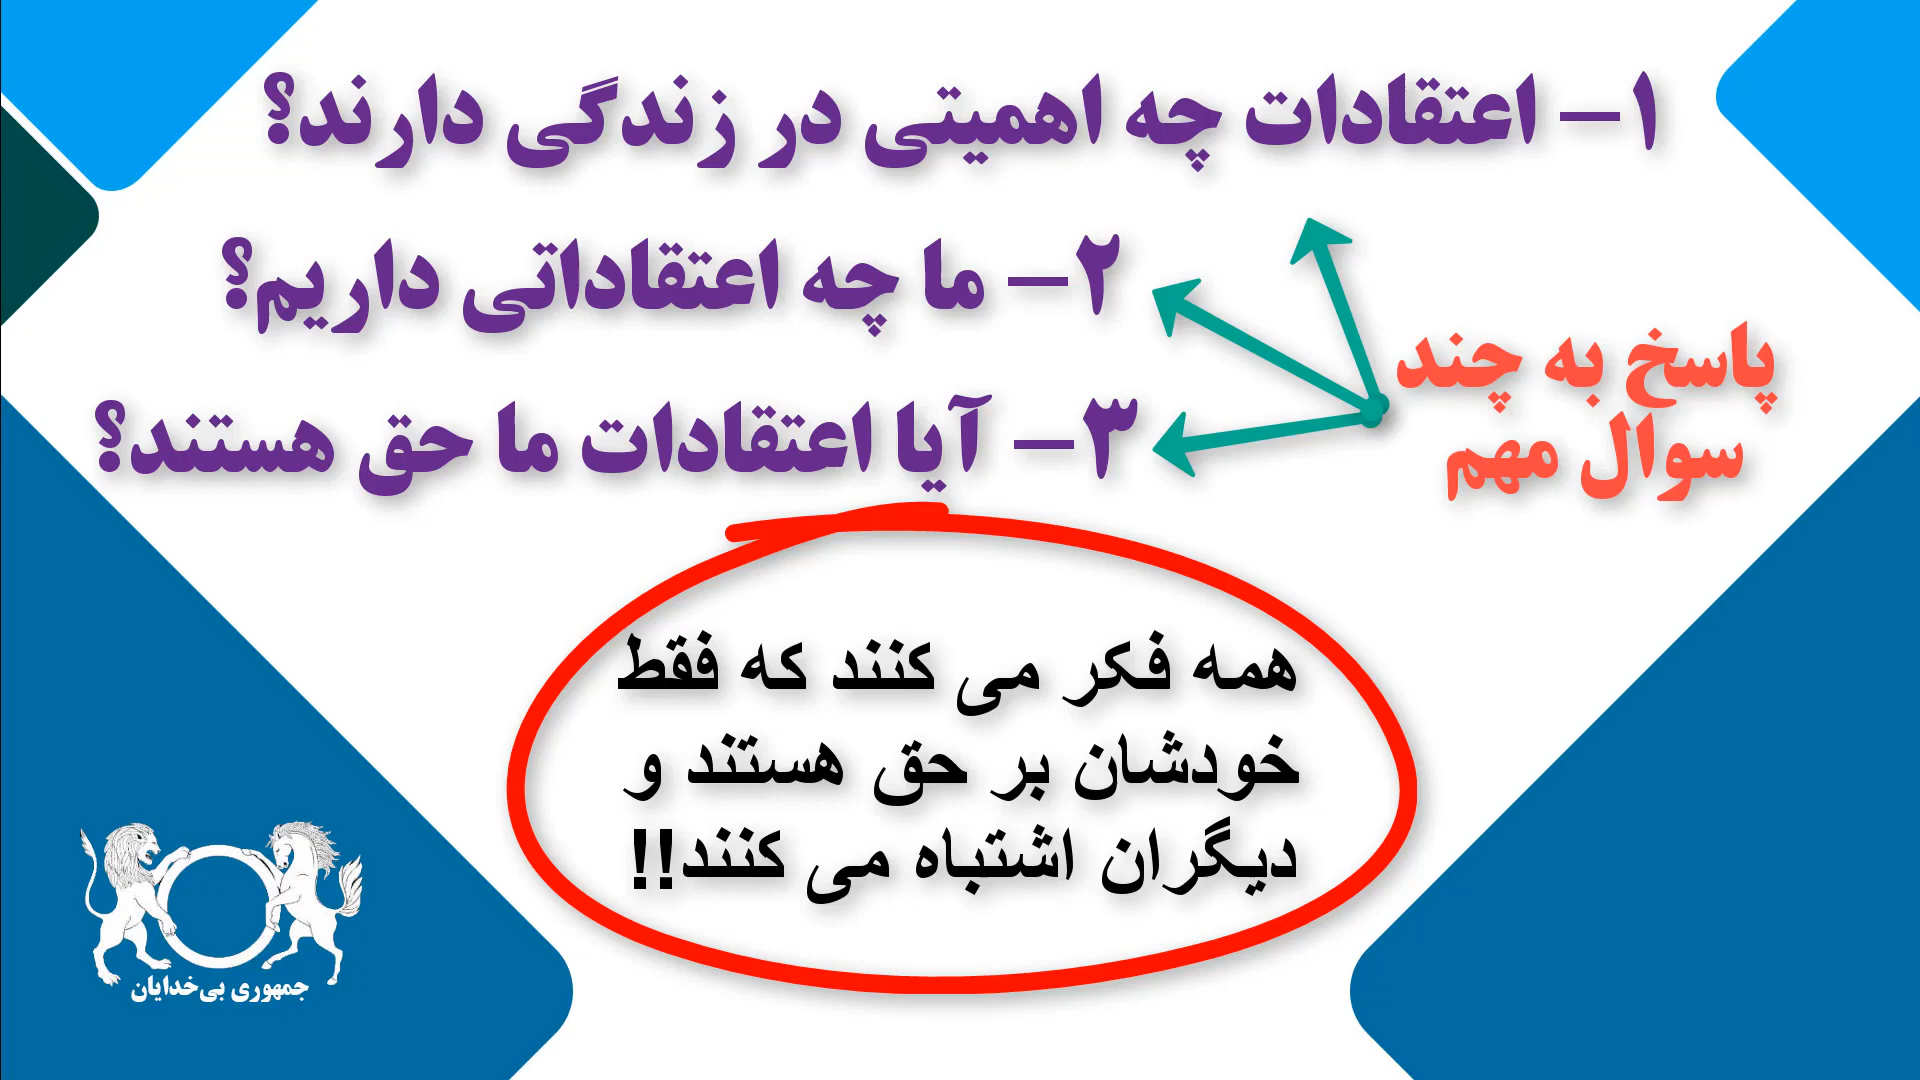 ۱- اعتقادات چه اهمیتی در زندگی دارند؟
۲- ما چه اعتقاداتی داریم؟
۳- آیا اعتقادات ما حق هستند؟
پاسخ به چند
سوال مهم
همه فکر می کنند که فقط
خودشان بر حق هستند و
دیگران اشتباه می کنند!!
جمهوری بی‌خدایان